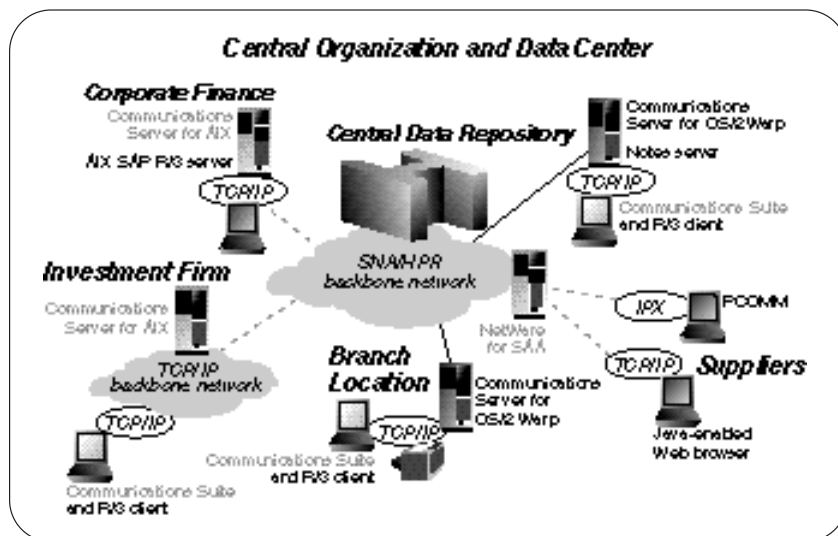 Central Organization and Data Center
Corporate Finance
Communications
Server for AIX
AIX SAP R/3 server
TCP/IP
Central Data Repository
Communications
Server for OS/2 Warp
Notes server
TCP/IP
Communications Suite
and R/3 client
SNA/HPR
backbone network
Investment Firm
Communications
Server for AIX
TCP/IP
backbone network
TCP/IP
Communications Suite
and R/3 client
NetWare
for SAA
IPX
PCOMM
TCP/IP
Suppliers
Java-enabled
Web browser
Branch
Location
Communications
Server for
OS/2 Warp
TCP/IP
Communications Suite
and R/3 client